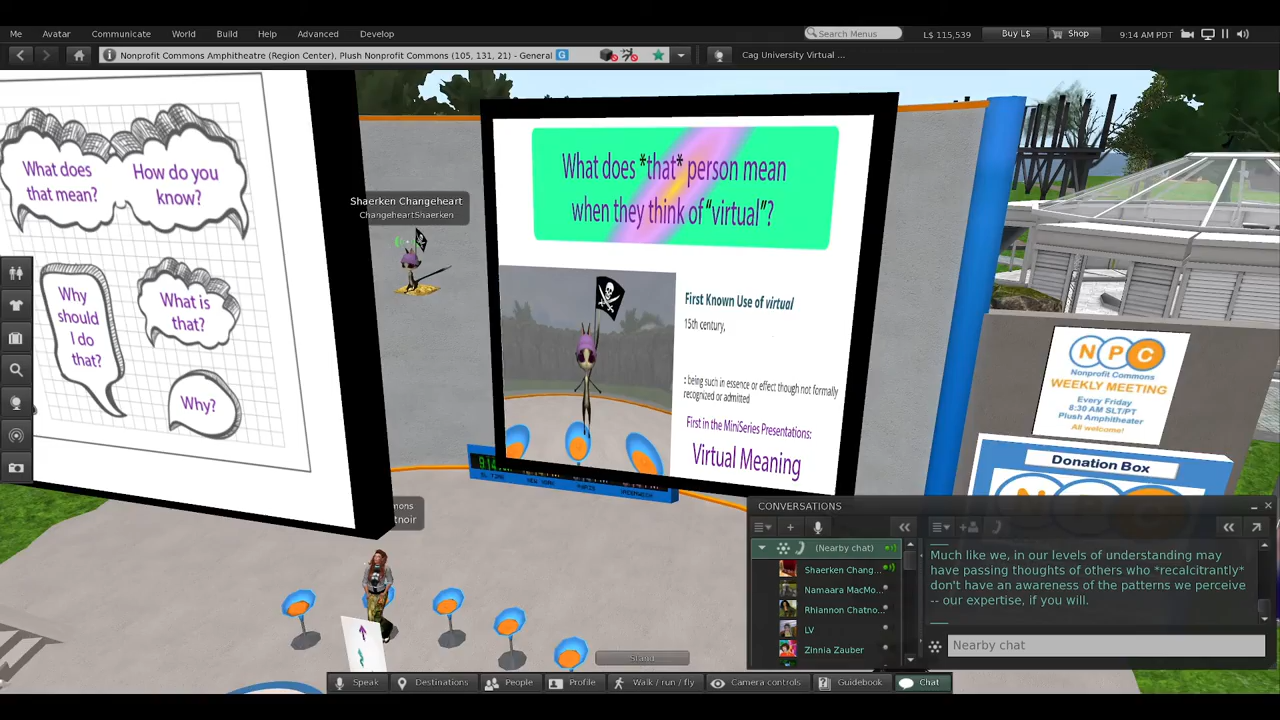 Me Avatar Communicate World Build Help Advanced Develop
Search Menus
L$ 115,539
Buy L$
Shop
9:14 AM PDT
Nonprofit Commons Amphitheatre (Region Center), Plush Nonprofit Commons (105, 131, 21) - General
G
Cag University Virtual ...
What does
that mean?
How do you
know?
Why
should
I do
that?
What is
that?
Why?
Shaerken Changeheart
ChangeheartShaerken
What does *that* person mean
when they think of "virtual"?
First Known Use of virtual
15th century,
: being such in essence or effect though not formally
recognized or admitted
First in the MiniSeries Presentations:
Virtual Meaning
NEW YORK
PARIS
N P C
Nonprofit Commons
WEEKLY MEETING
Every Friday
8:30 AM SLT/PT
Plush Amphitheater
All welcome!
Donation Box
CONVERSATIONS
(Nearby chat)
Shaerken Chang...
Namaara MacMo...
Rhiannon Chatno...
LV
Zinnia Zauber
Much like we, in our levels of understanding may
have passing thoughts of others who *recalcitrantly*
don't have an awareness of the patterns we perceive
-- our expertise, if you will.
Nearby chat
Stand
Speak Destinations People Profile Walk / run / fly Camera controls Guidebook Chat